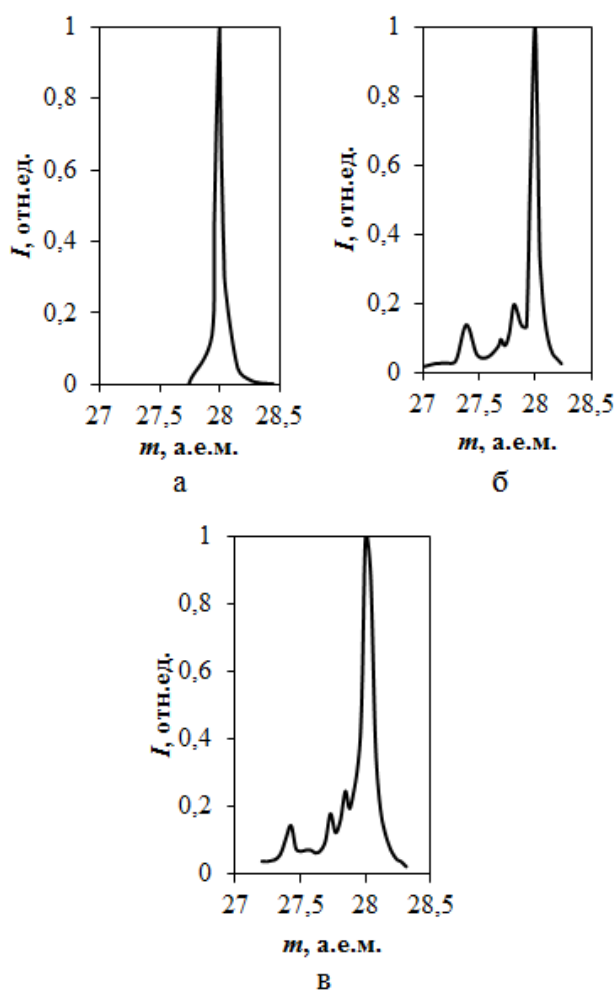 1
0,8
0,6
0,4
0,2
0
I, отн.ед.
27 27,5 28 28,5
m, а.е.м.
а
1
0,8
0,6
0,4
0,2
0
I, отн.ед.
27 27,5 28 28,5
m, а.е.м.
б
1
0,8
0,6
0,4
0,2
0
I, отн.ед.
27 27,5 28 28,5
m, а.е.м.
в